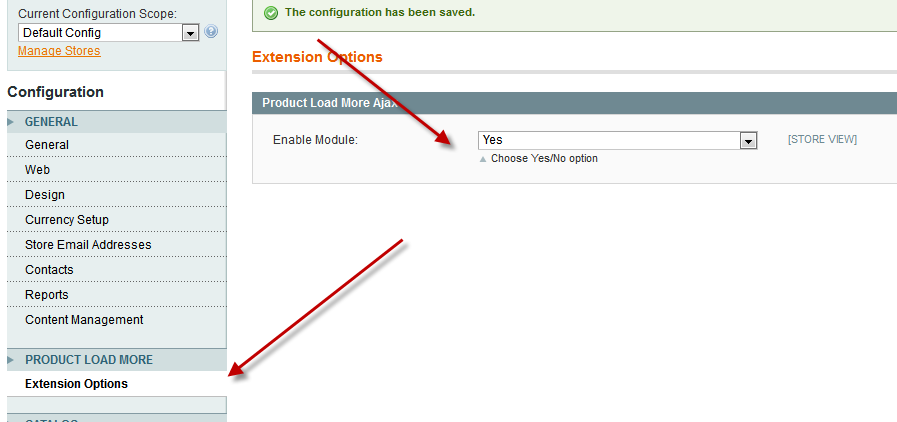 Current Configuration Scope:
Default Config
Manage Stores
Configuration
GENERAL
General
Web
Design
Currency Setup
Store Email Addresses
Contacts
Reports
Content Management
PRODUCT LOAD MORE
Extension Options
CATALOG
The configuration has been saved.
Extension Options
Product Load More Ajax
Enable Module:
Yes
[STORE VIEW]
Choose Yes/No option